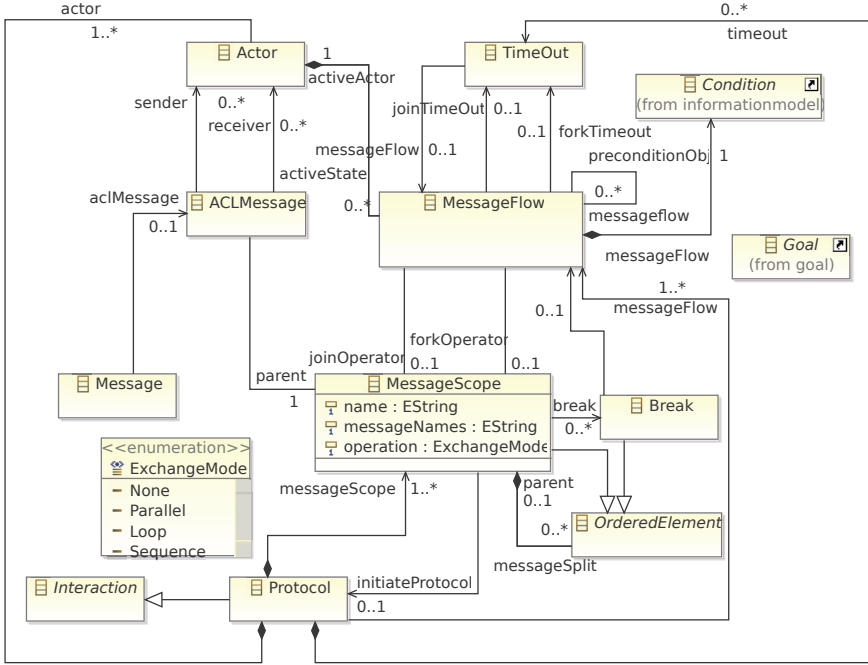 actor
0..*
1..*
timeout
Actor
1
TimeOut
activeActor
Condition
(from informationmodel)
sender
0..*
joinTimeOut
0..1
receiver
0..*
0..1
forkTimeout
messageFlow
0..1
preconditionObj
1
activeState
aclMessage
ACLMessage
0..*
MessageFlow
0..*
messageflow
0..1
messageFlow
Goal
(from goal)
1..*
0..1
messageFlow
forkOperator
joinOperator
0..1
0..1
parent
1
Message
MessageScope
name : EString
messageNames : EString
operation : ExchangeMode
break
0..*
Break
<<enumeration>>
ExchangeMode
None
Parallel
Loop
Sequence
messageScope
1..*
parent
0..1
0..*
OrderedElement
messageSplit
Interaction
Protocol
initiateProtocol
0..1